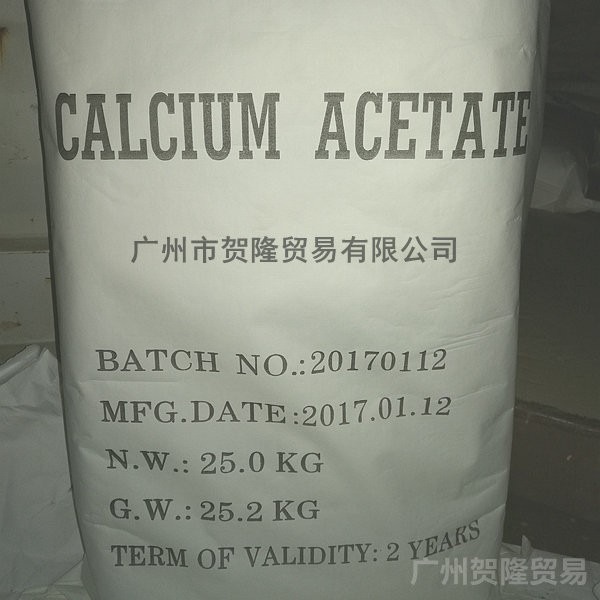 CALCIUM ACETATE
广州市贺隆贸易有限公司
BATCH NO.:20170112
MFG.DATE:2017.01.12
N.W.: 25.0 KG
G.W.: 25.2 KG
TERM OF VALIDITY: 2 YEARS
广州贺隆贸易